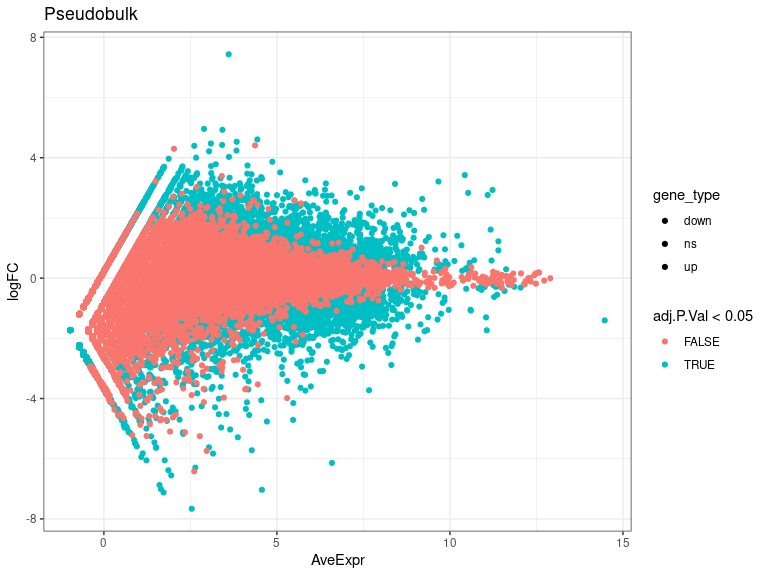 Pseudobulk
8
4
0
-4
-8
logFC
0
5
10
15
AveExpr
gene_type
down
ns
up
adj.P.Val < 0.05
FALSE
TRUE